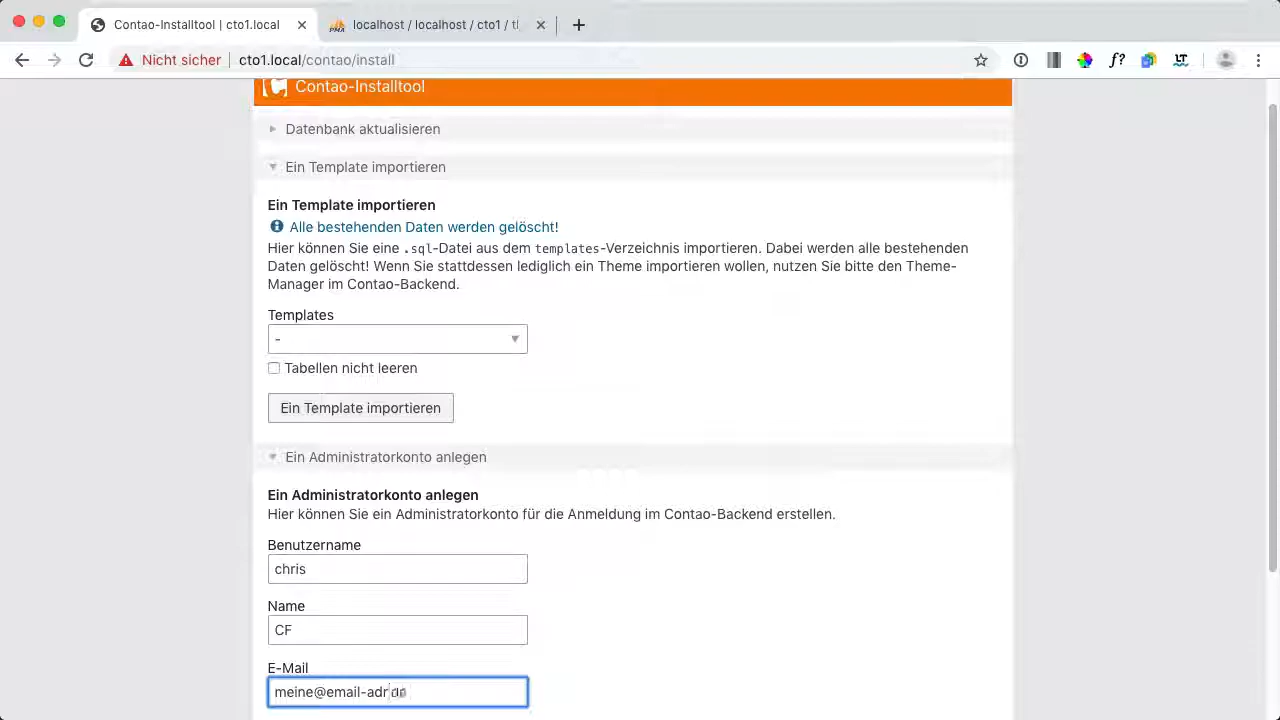 Contao-Installtool | cto1.local
localhost / localhost / cto1 /
Nicht sicher
cto1.local/contao/install
Contao-Installtool
Datenbank aktualisieren
Ein Template importieren
Ein Template importieren
Alle bestehenden Daten werden gelöscht!
Hier können Sie eine .sql-Datei aus dem templates-Verzeichnis importieren. Dabei werden alle bestehenden
Daten gelöscht! Wenn Sie stattdessen lediglich ein Theme importieren wollen, nutzen Sie bitte den Theme-
Manager im Contao-Backend.
Templates
-
Tabellen nicht leeren
Ein Template importieren
Ein Administratorkonto anlegen
Ein Administratorkonto anlegen
Hier können Sie ein Administratorkonto für die Anmeldung im Contao-Backend erstellen.
Benutzername
chris
Name
CF
E-Mail
meine@email-adr